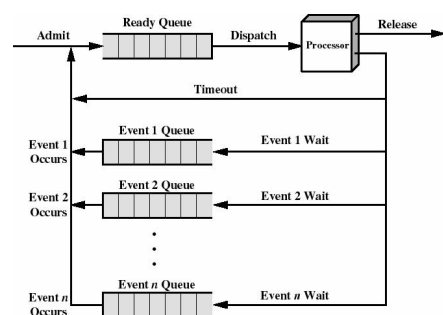 Ready Queue
Release
Admit
Dispatch
Processor
Timeout
Event 1 Queue
Event 1 Wait
Event 1
Occurs
Event 2 Queue
Event 2 Wait
Event 2
Occurs
Event n Queue
Event n Wait
Event n
Occurs